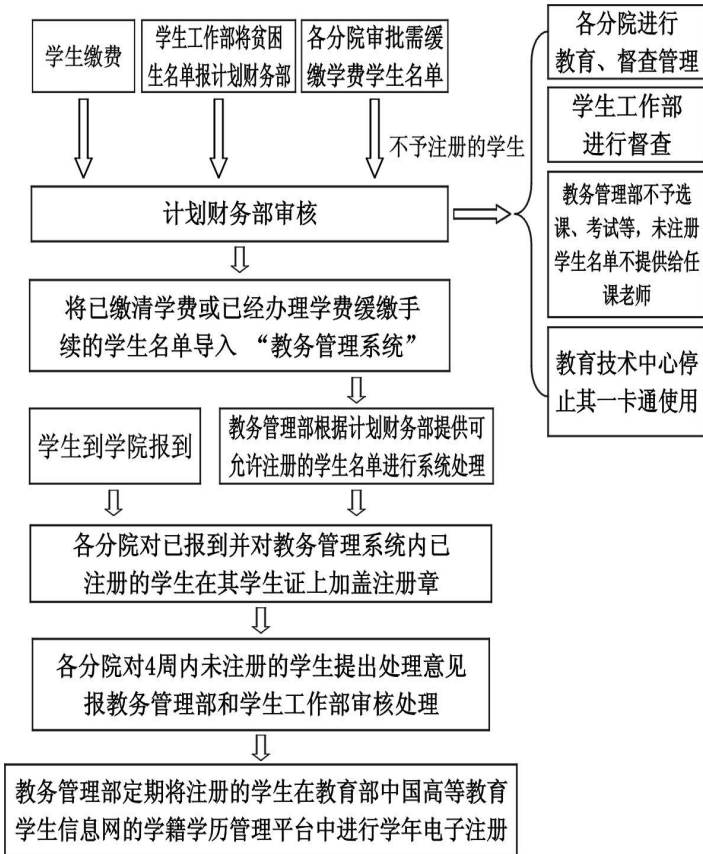 学生缴费
学生工作部将贫困
生名单报计划财务部
各分院审批需缓
缴学费学生名单
不予注册的学生
计划财务部审核
各分院进行
教育、督查管理
学生工作部
进行督查
教务管理部不予选
课、考试等，未注册
学生名单不提供给任
课老师
教育技术中心停
止其一卡通使用
将已缴清学费或已经办理学费缓缴手
续的学生名单导入 “教务管理系统”
学生到学院报到
教务管理部根据计划财务部提供可
允许注册的学生名单进行系统处理
各分院对已报到并对教务管理系统内已
注册的学生在其学生证上加盖注册章
各分院对4周内未注册的学生提出处理意见
报教务管理部和学生工作部审核处理
教务管理部定期将注册的学生在教育部中国高等教育
学生信息网的学籍学历管理平台中进行学年电子注册